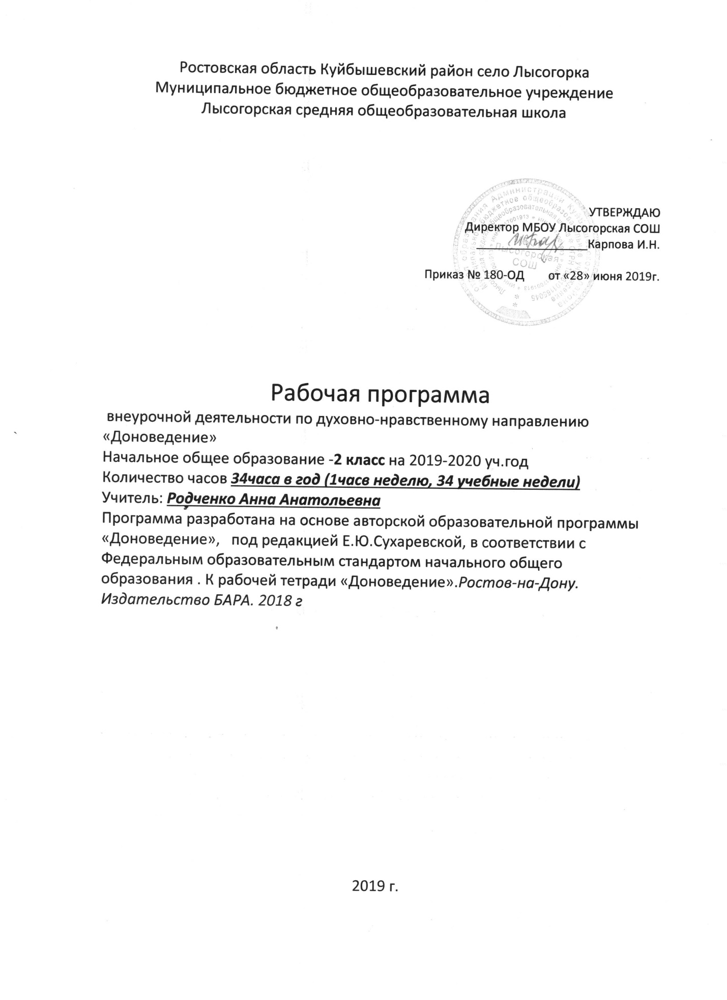 Ростовская область Куйбышевский район село Лысогорка
Муниципальное бюджетное общеобразовательное учреждение
Лысогорская средняя общеобразовательная школа
УТВЕРЖДАЮ
Директор МБОУ Лысогорская СОШ
Карпова И.Н.
Лысогорская
СОШ
Приказ № 180-ОД от «28» июня 2019г.
Рабочая программа
внеурочной деятельности по духовно-нравственному направлению
«Доноведение»
Начальное общее образование -2 класс на 2019-2020 уч.год
Количество часов 34часа в год (1часв неделю, 34 учебные недели)
Учитель: Родченко Анна Анатольевна
Программа разработана на основе авторской образовательной программы
«Доноведение», под редакцией Е.Ю.Сухаревской, в соответствии с
Федеральным образовательным стандартом начального общего
образования . К рабочей тетради «Доноведение».Ростов-на-Дону.
Издательство БАРА. 2018 г
2019 г.